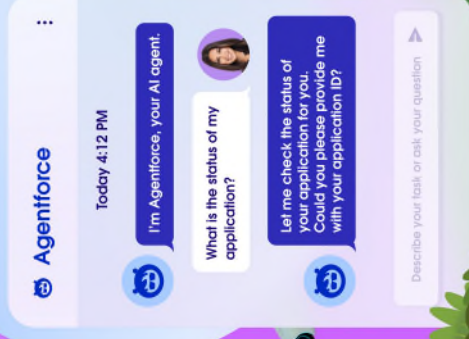 Agentforce
Today 4:12 PM
I'm Agentforce, your AI agent.
What is the status of my
application?
Let me check the status of
your application for you.
Could you please provide me
with your application ID?
Describe your task or ask your question